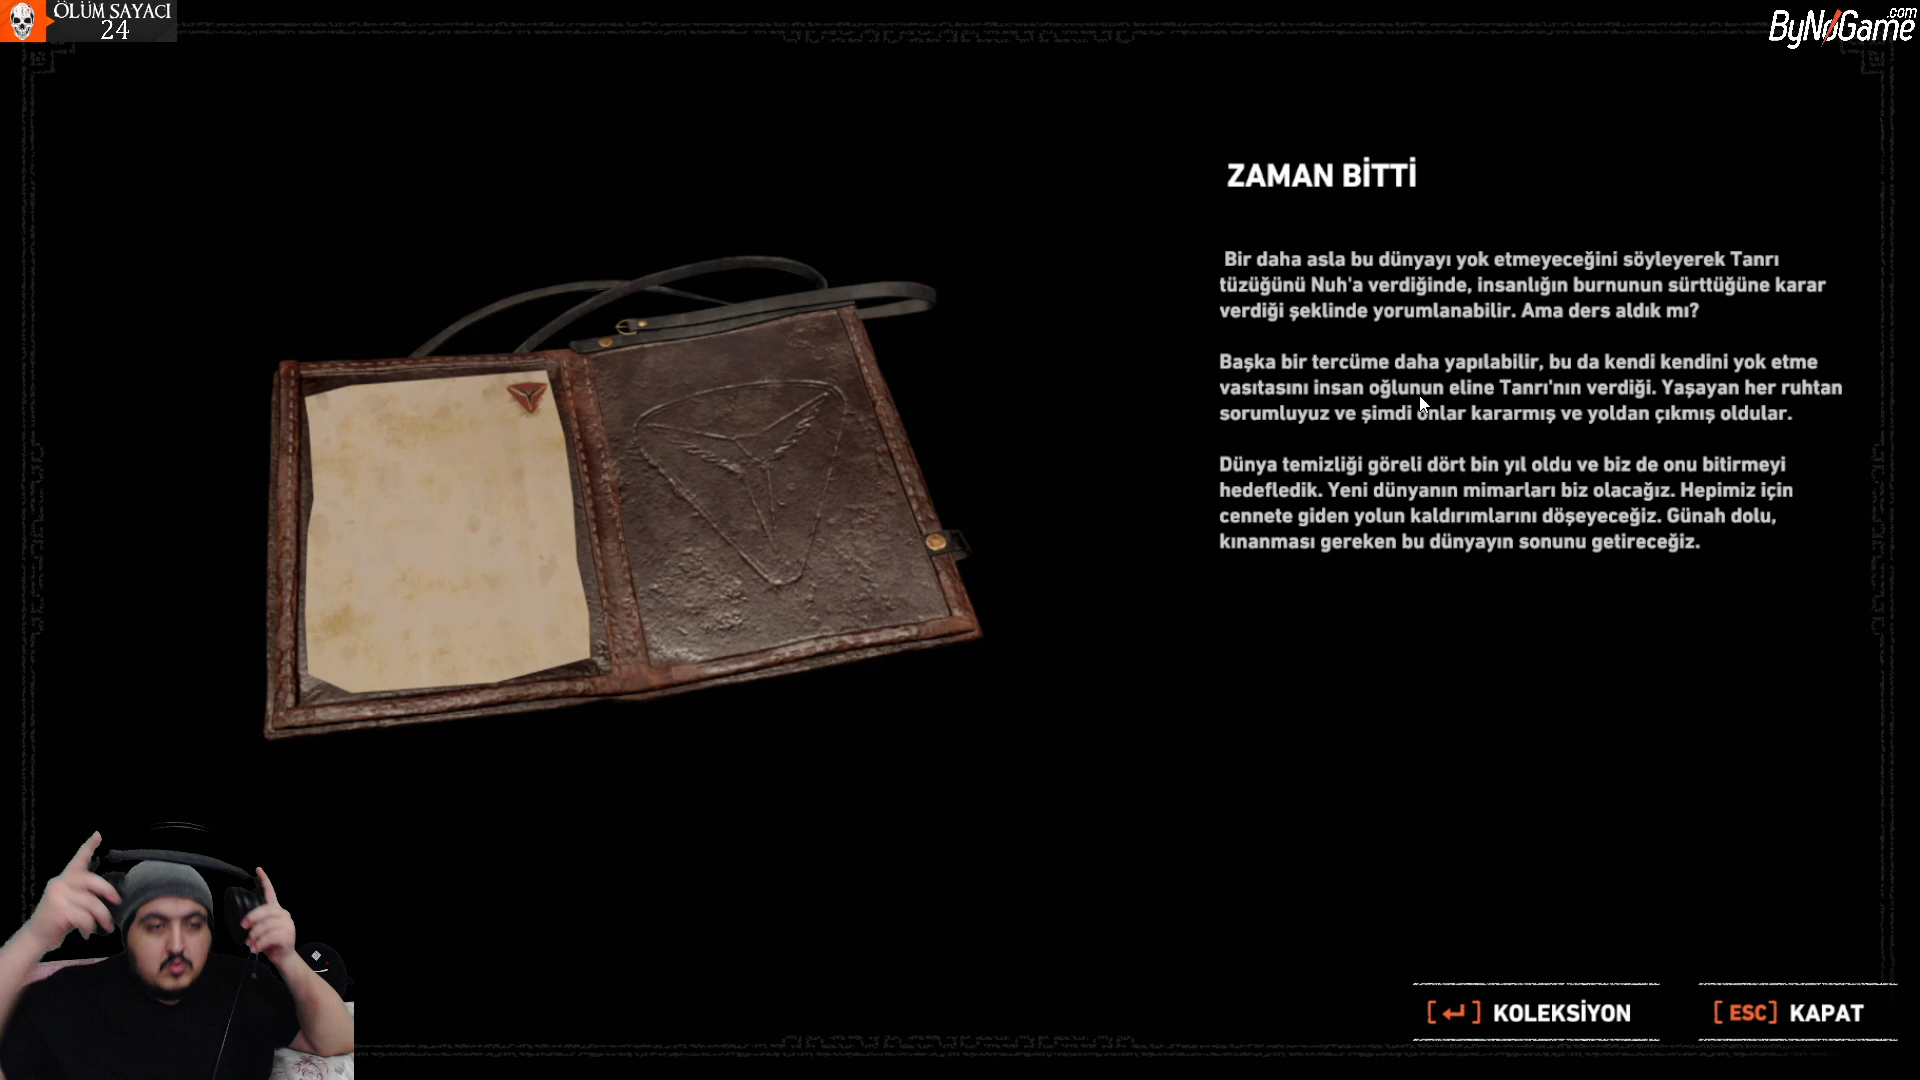 ÖLÜM SAYACI
24
ByNoGame
.com
ZAMAN BİTTİ
Bir daha asla bu dünyayı yok etmeyeceğini söyleyerek Tanrı
tüzüğünü Nuh'a verdiğinde, insanlığın burnunun sürttüğüne karar
verdiği şeklinde yorumlanabilir. Ama ders aldık mı?
Başka bir tercüme daha yapılabilir, bu da kendi kendini yok etme
vasıtasını insan oğlunun eline Tanrı'nın verdiği. Yaşayan her ruhtan
sorumluyuz ve şimdi onlar kararmış ve yoldan çıkmış oldular.
Dünya temizliği göreli dört bin yıl oldu ve biz de onu bitirmeyi
hedefledik. Yeni dünyanın mimarları biz olacağız. Hepimiz için
cennete giden yolun kaldırımlarını döşeyeceğiz. Günah dolu,
kınanması gereken bu dünyayın sonunu getireceğiz.
[↵] KOLEKSİYON
[ESC] KAPAT